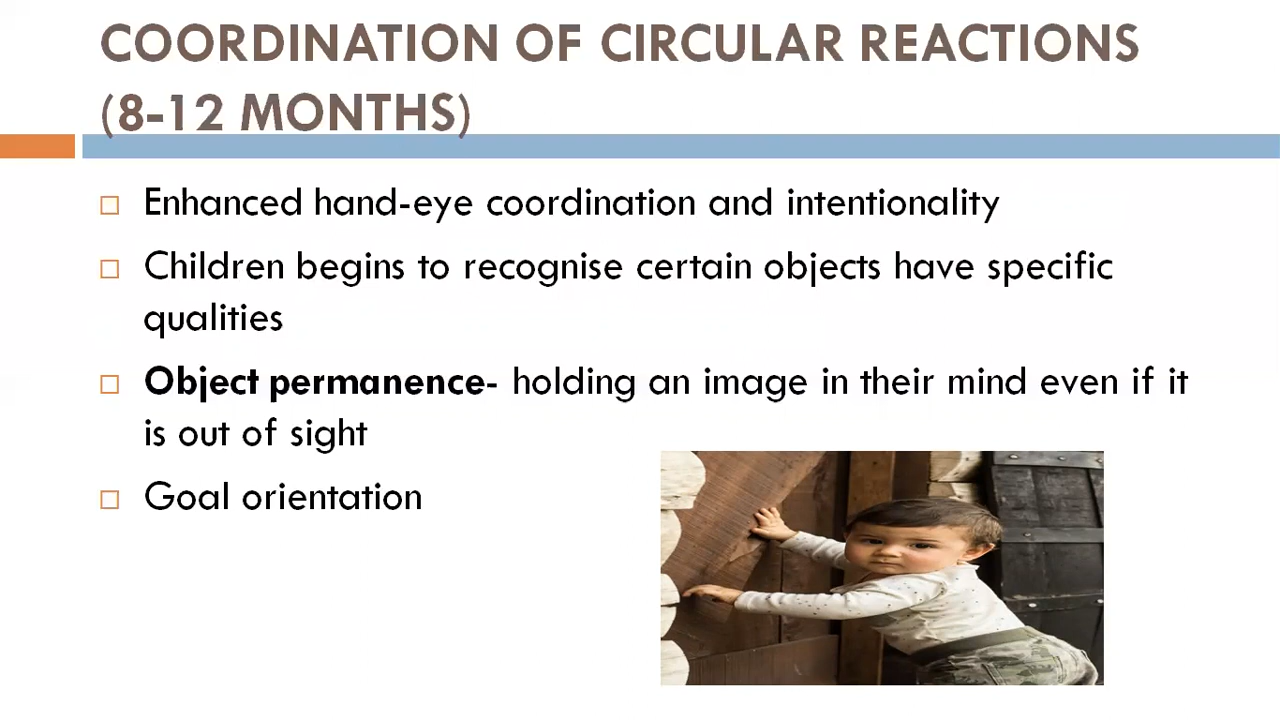 COORDINATION OF CIRCULAR REACTIONS
(8-12 MONTHS)
Enhanced hand-eye coordination and intentionality
Children begins to recognise certain objects have specific
qualities
Object permanence- holding an image in their mind even if it
is out of sight
Goal orientation